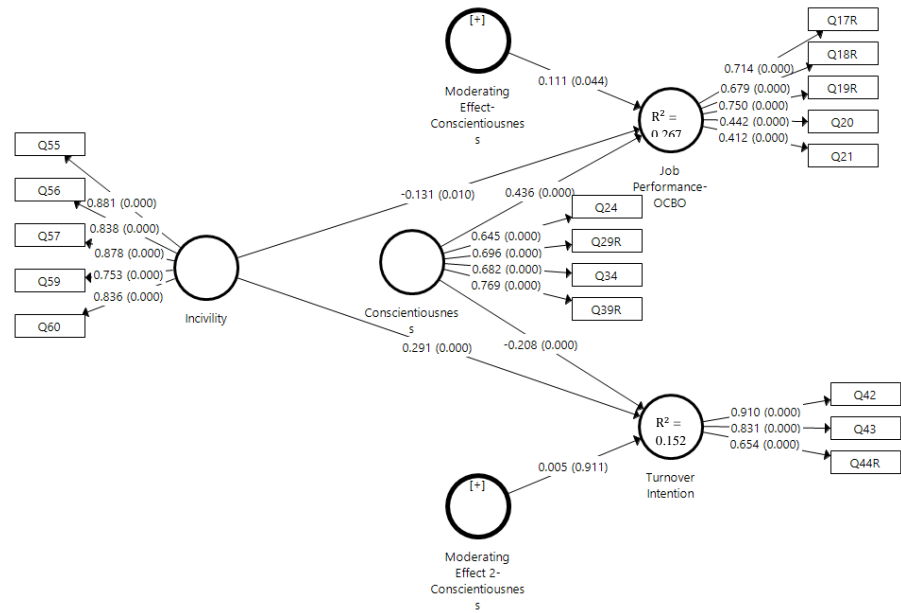 [+]
Moderating
Effect-
Conscientiousnes
s
0.111 (0.044)
Q17R
Q18R
Q19R
Q20
Q21
0.714 (0.000)
0.679 (0.000)
0.750 (0.000)
0.442 (0.000)
0.412 (0.000)
R² =
0.267
Job
Performance-
OCBO
Q55
Q56
Q57
Q59
Q60
0.881 (0.000)
0.838 (0.000)
0.878 (0.000)
0.753 (0.000)
0.836 (0.000)
Incivility
-0.131 (0.010)
0.436 (0.000)
Q24
Q29R
Q34
Q39R
0.645 (0.000)
0.696 (0.000)
0.682 (0.000)
0.769 (0.000)
Conscientiousnes
s
0.291 (0.000)
-0.208 (0.000)
R² =
0.152
Turnover
Intention
0.910 (0.000)
0.831 (0.000)
0.654 (0.000)
Q42
Q43
Q44R
0.005 (0.911)
[+]
Moderating
Effect 2-
Conscientiousnes
s